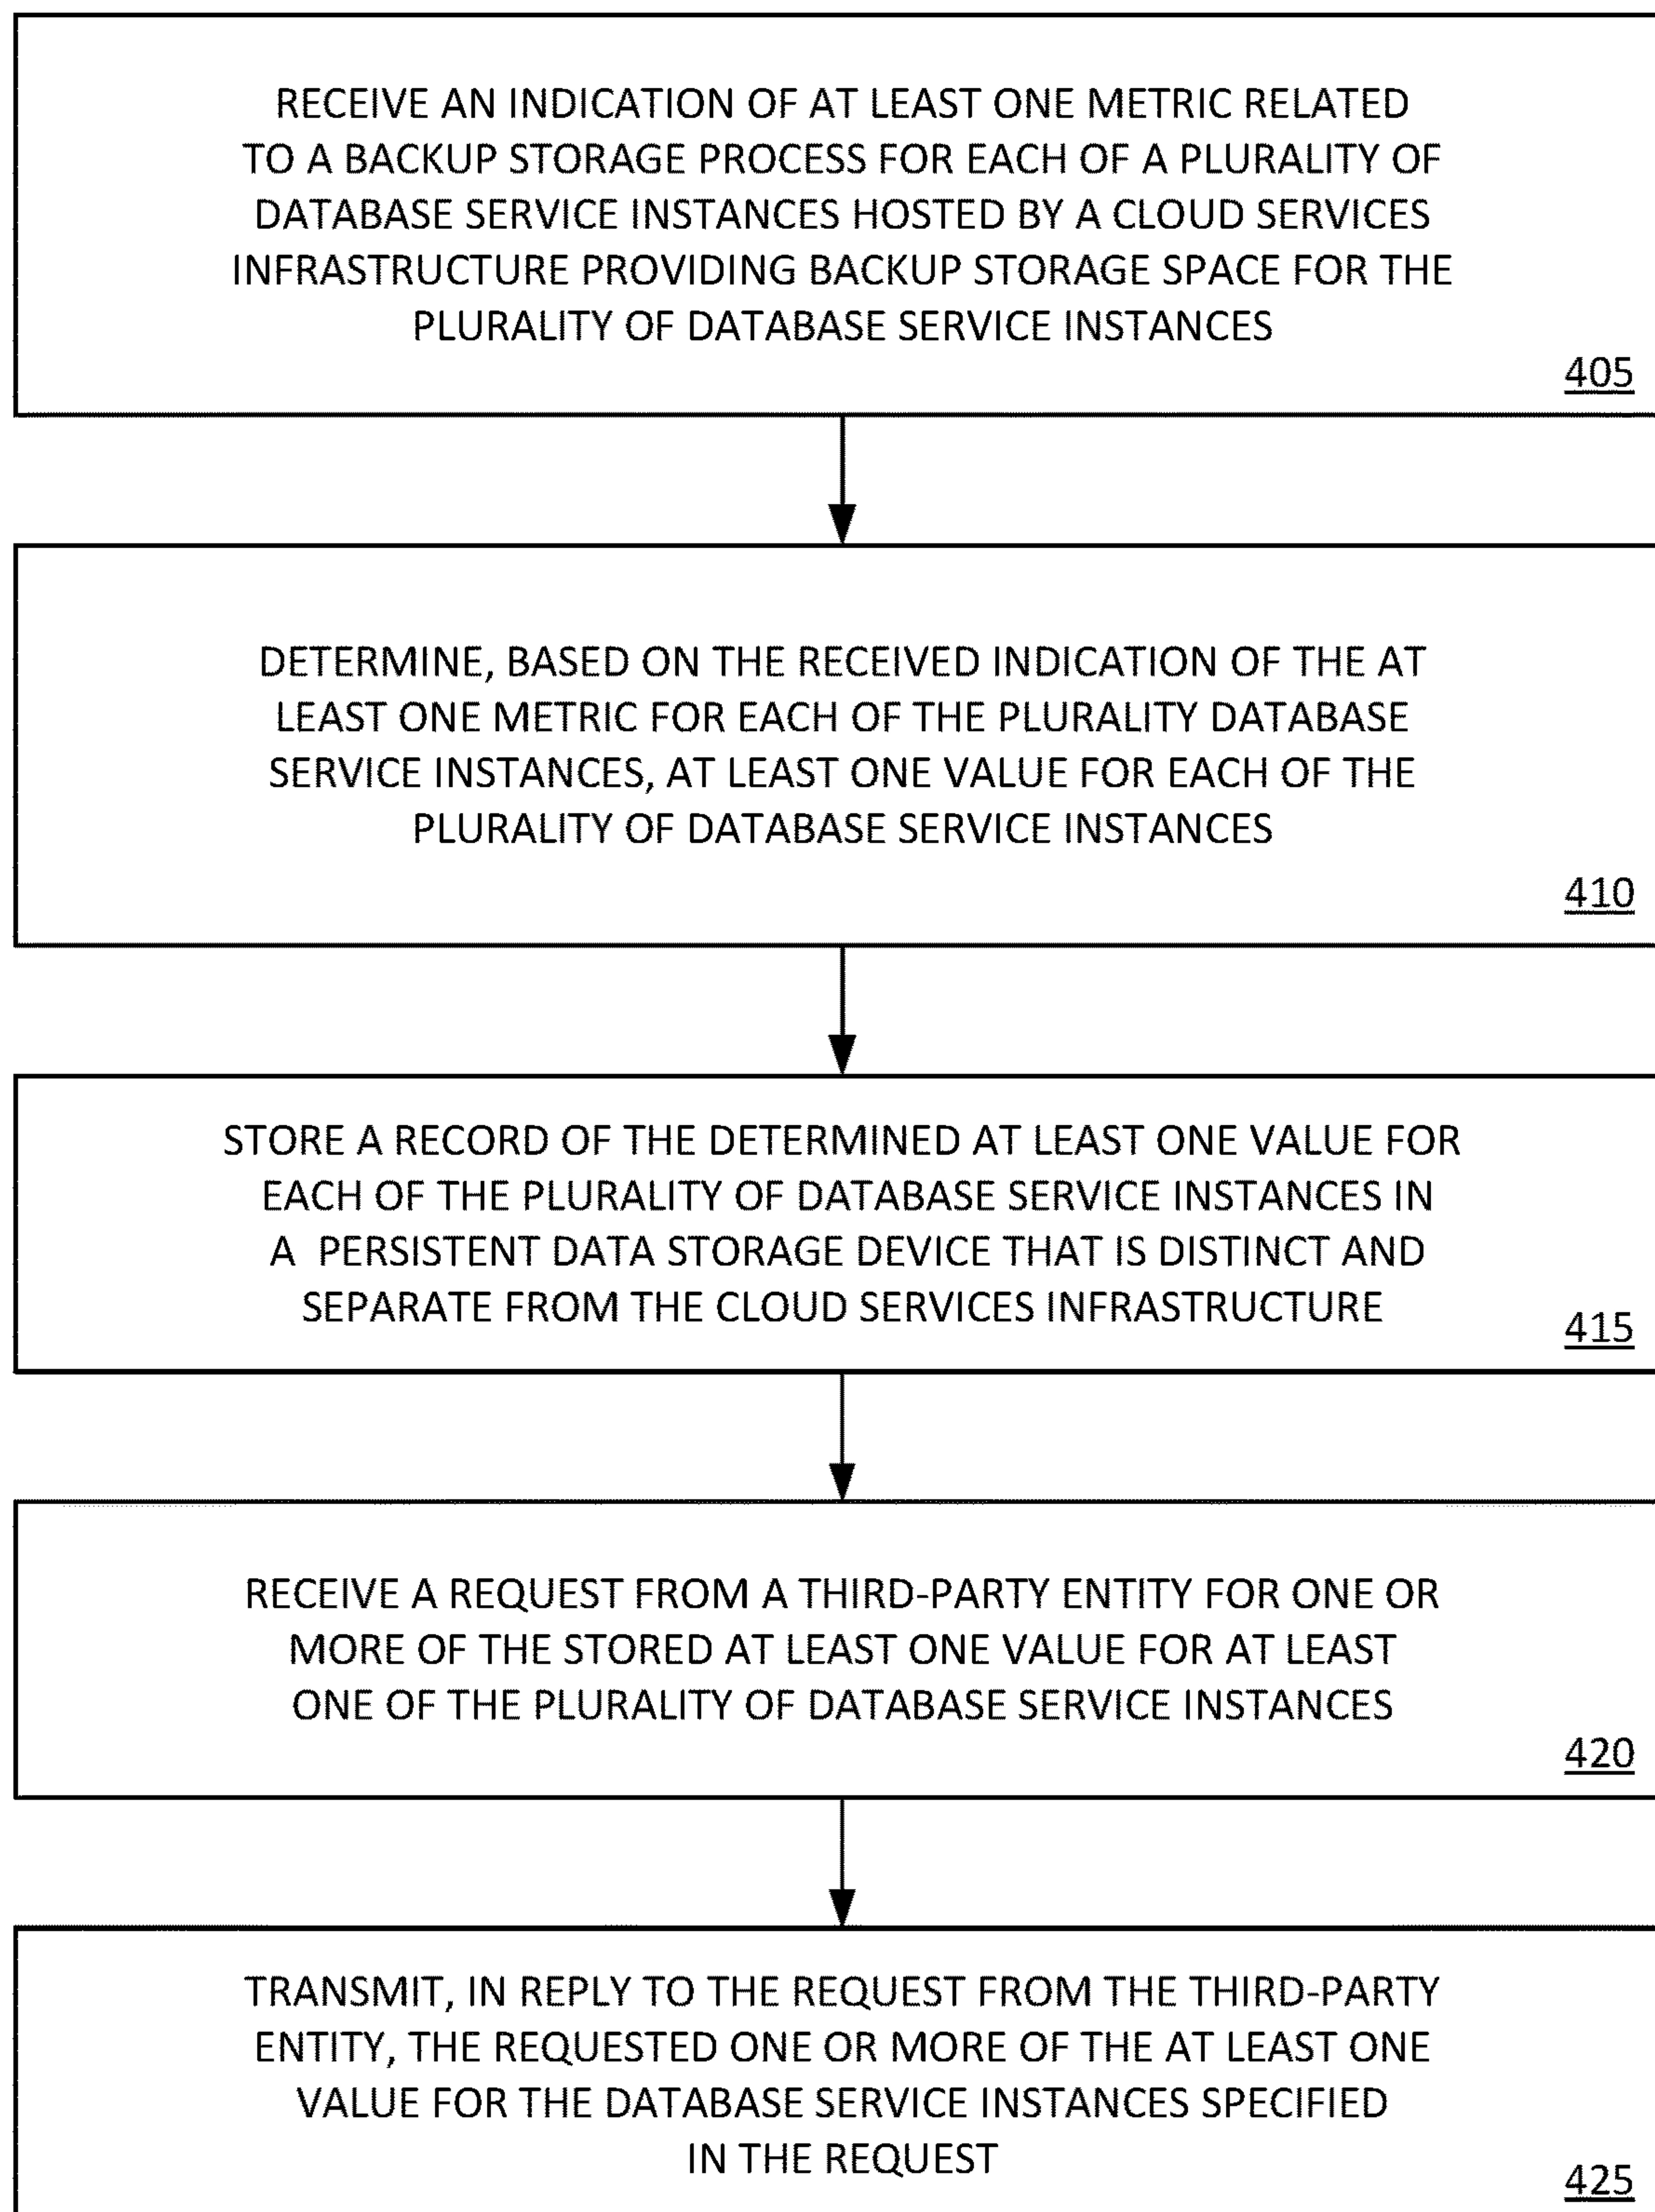 RECEIVE AN INDICATION OF AT LEAST ONE METRIC RELATED
TO A BACKUP STORAGE PROCESS FOR EACH OF A PLURALITY OF
DATABASE SERVICE INSTANCES HOSTED BY A CLOUD SERVICES
INFRASTRUCTURE PROVIDING BACKUP STORAGE SPACE FOR THE
PLURALITY OF DATABASE SERVICE INSTANCES
405
DETERMINE, BASED ON THE RECEIVED INDICATION OF THE AT
LEAST ONE METRIC FOR EACH OF THE PLURALITY DATABASE
SERVICE INSTANCES, AT LEAST ONE VALUE FOR EACH OF THE
PLURALITY OF DATABASE SERVICE INSTANCES
410
STORE A RECORD OF THE DETERMINED AT LEAST ONE VALUE FOR
EACH OF THE PLURALITY OF DATABASE SERVICE INSTANCES IN
A PERSISTENT DATA STORAGE DEVICE THAT IS DISTINCT AND
SEPARATE FROM THE CLOUD SERVICES INFRASTRUCTURE
415
RECEIVE A REQUEST FROM A THIRD-PARTY ENTITY FOR ONE OR
MORE OF THE STORED AT LEAST ONE VALUE FOR AT LEAST
ONE OF THE PLURALITY OF DATABASE SERVICE INSTANCES
420
TRANSMIT, IN REPLY TO THE REQUEST FROM THE THIRD-PARTY
ENTITY, THE REQUESTED ONE OR MORE OF THE AT LEAST ONE
VALUE FOR THE DATABASE SERVICE INSTANCES SPECIFIED
IN THE REQUEST
425